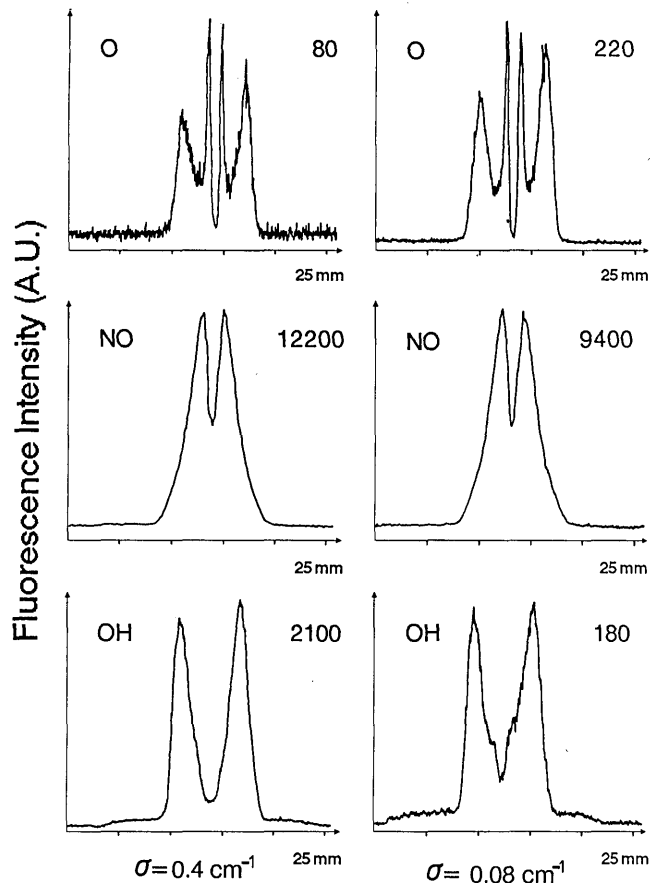 Fluorescence Intensity (A.U.)
O 80
25 mm
O 220
25 mm
NO 12200
25 mm
NO 9400
25 mm
OH 2100
25 mm
OH 180
25 mm
σ=0.4 cm⁻¹
σ= 0.08 cm⁻¹